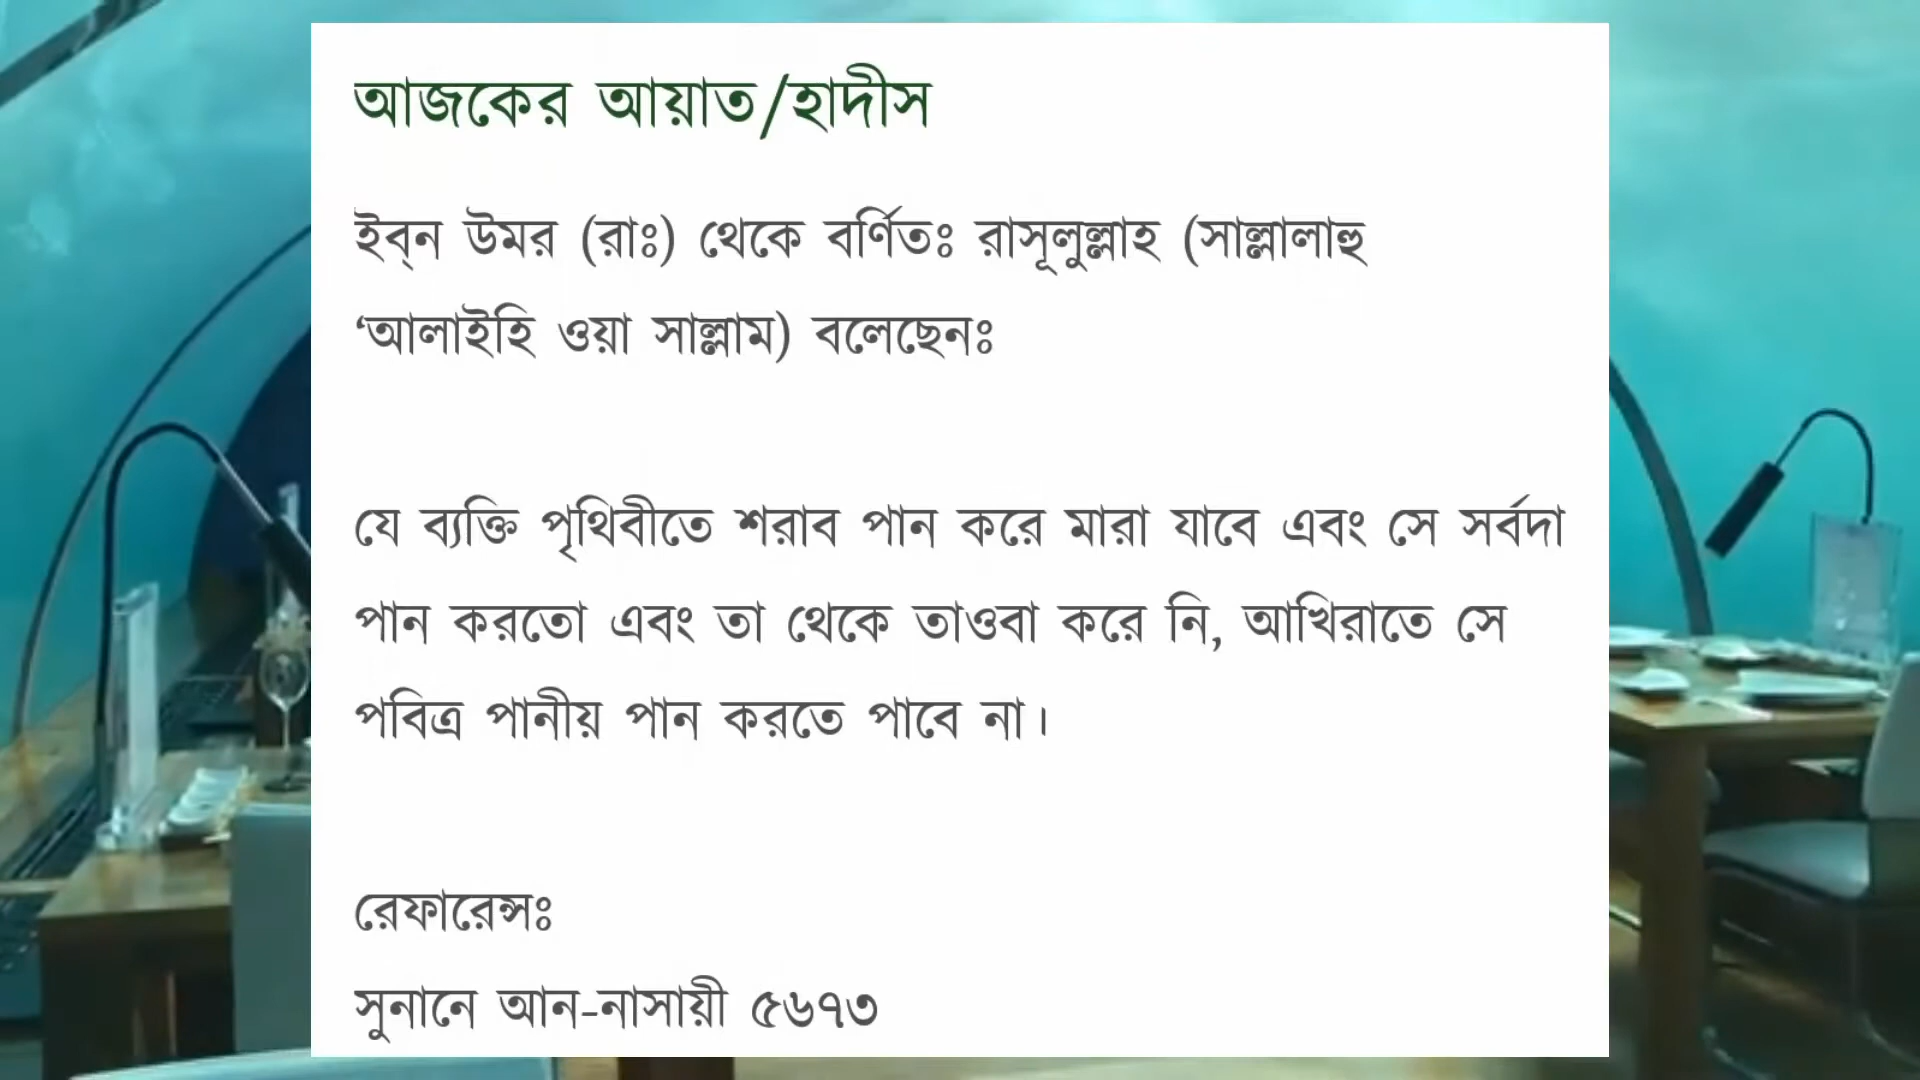 আজকের আয়াত/হাদীস
ইব্‌ন উমর (রাঃ) থেকে বর্ণিতঃ রাসূলুল্লাহ (সাল্লালাহু
‘আলাইহি ওয়া সাল্লাম) বলেছেনঃ
যে ব্যক্তি পৃথিবীতে শরাব পান করে মারা যাবে এবং সে সর্বদা
পান করতো এবং তা থেকে তাওবা করে নি, আখিরাতে সে
পবিত্র পানীয় পান করতে পাবে না।
রেফারেন্সঃ
সুনানে আন-নাসায়ী ৫৬৭৩